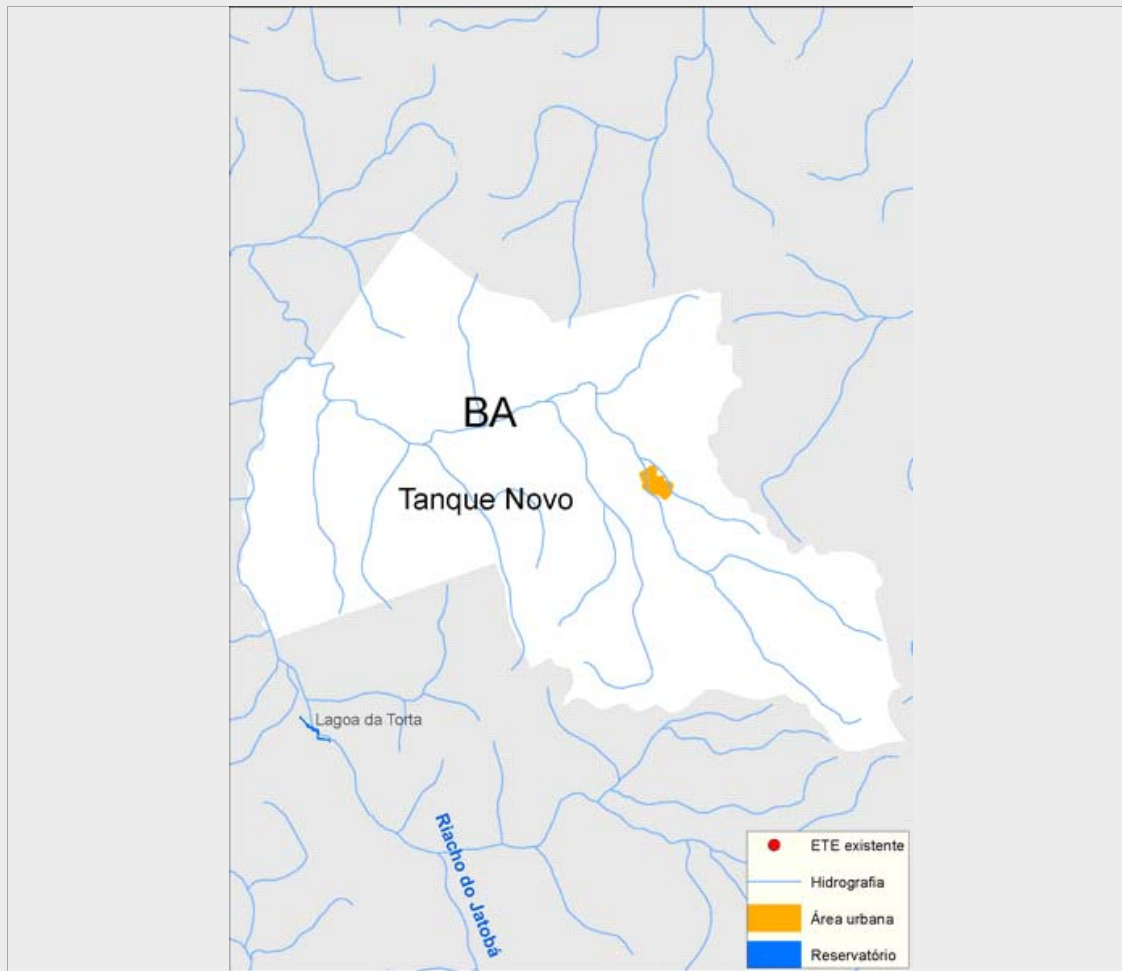 BA
Tanque Novo
Lagoa da Torta
Riacho do Jatobá
ETE existente
Hidrografia
Área urbana
Reservatório